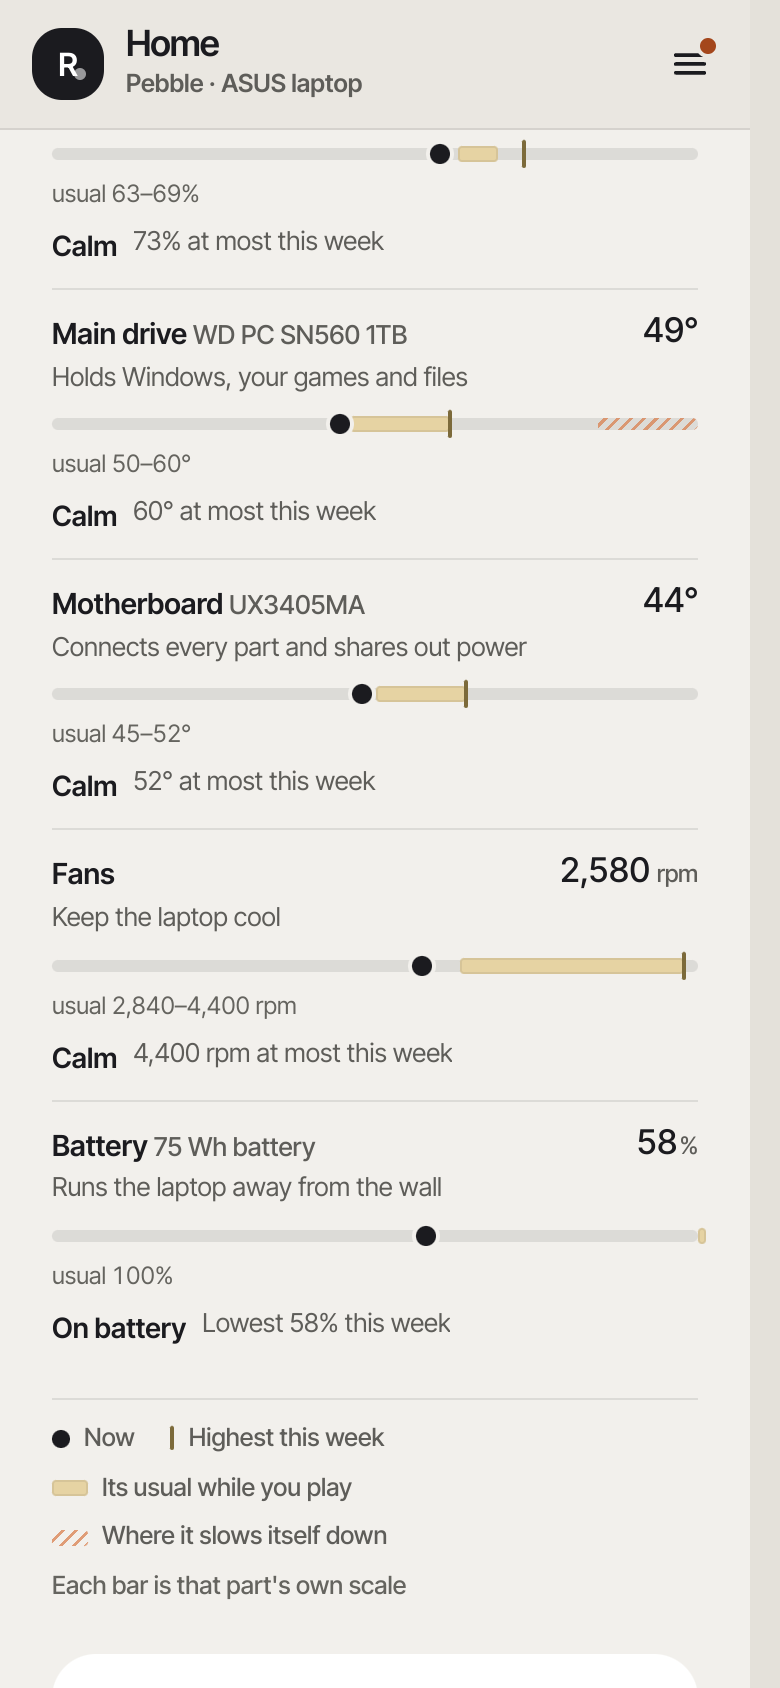 R
Home
Pebble · ASUS laptop
usual 63–69%
Calm 73% at most this week
Main drive WD PC SN560 1TB 49°
Holds Windows, your games and files
usual 50–60°
Calm 60° at most this week
Motherboard UX3405MA 44°
Connects every part and shares out power
usual 45–52°
Calm 52° at most this week
Fans 2,580 rpm
Keep the laptop cool
usual 2,840–4,400 rpm
Calm 4,400 rpm at most this week
Battery 75 Wh battery 58%
Runs the laptop away from the wall
usual 100%
On battery Lowest 58% this week
Now Highest this week
Its usual while you play
Where it slows itself down
Each bar is that part's own scale